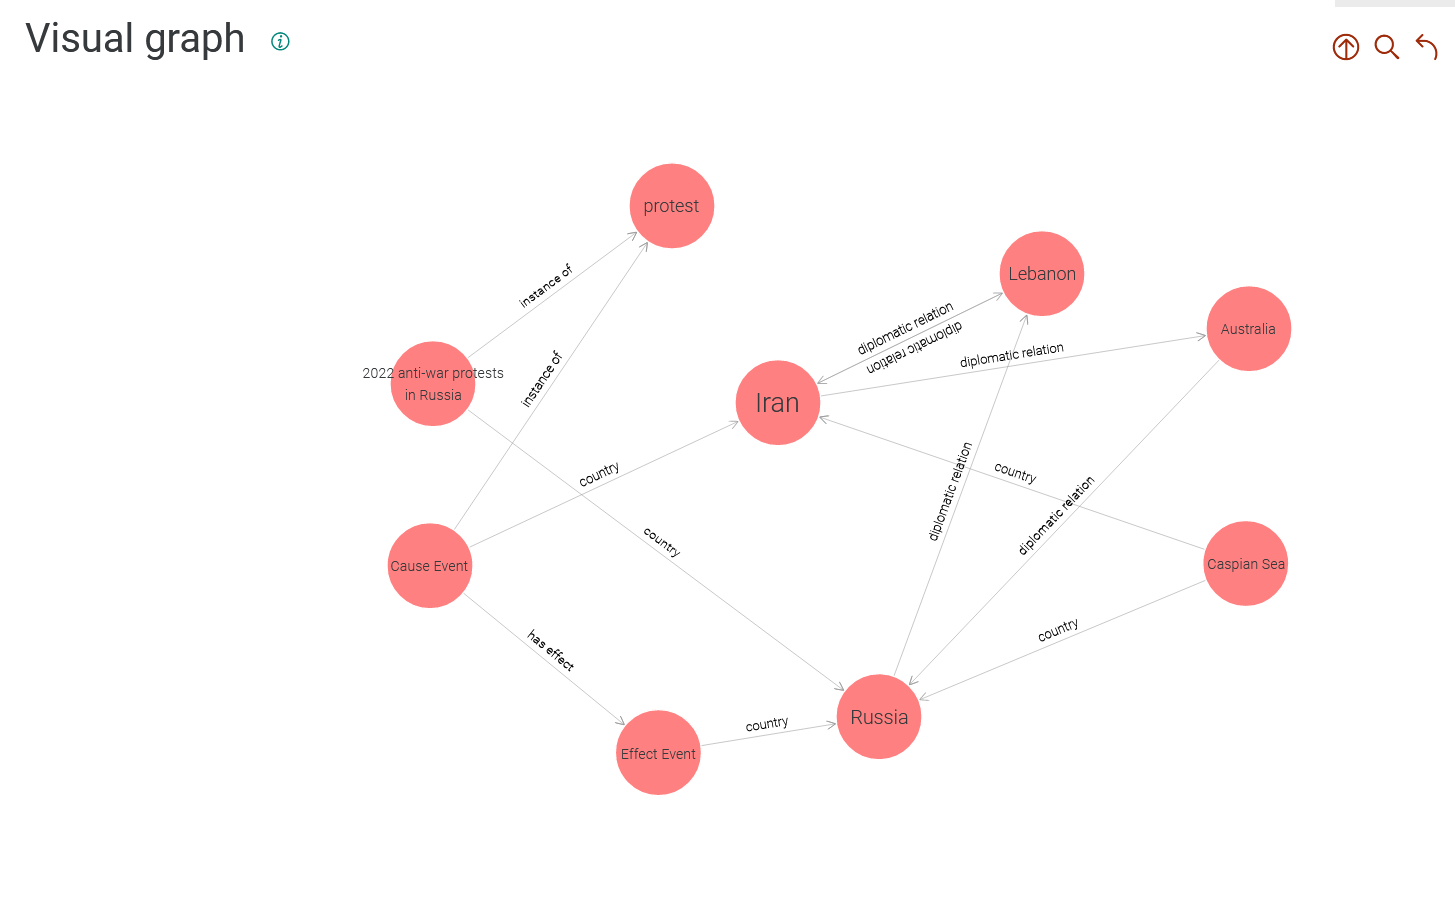 Visual graph
protest
instance of
Lebanon
diplomatic relation
diplomatic relation
Australia
diplomatic relation
2022 anti-war protests
in Russia
instance of
Iran
country
country
diplomatic relation
diplomatic relation
country
Cause Event
Caspian Sea
has effect
country
Russia
country
Effect Event